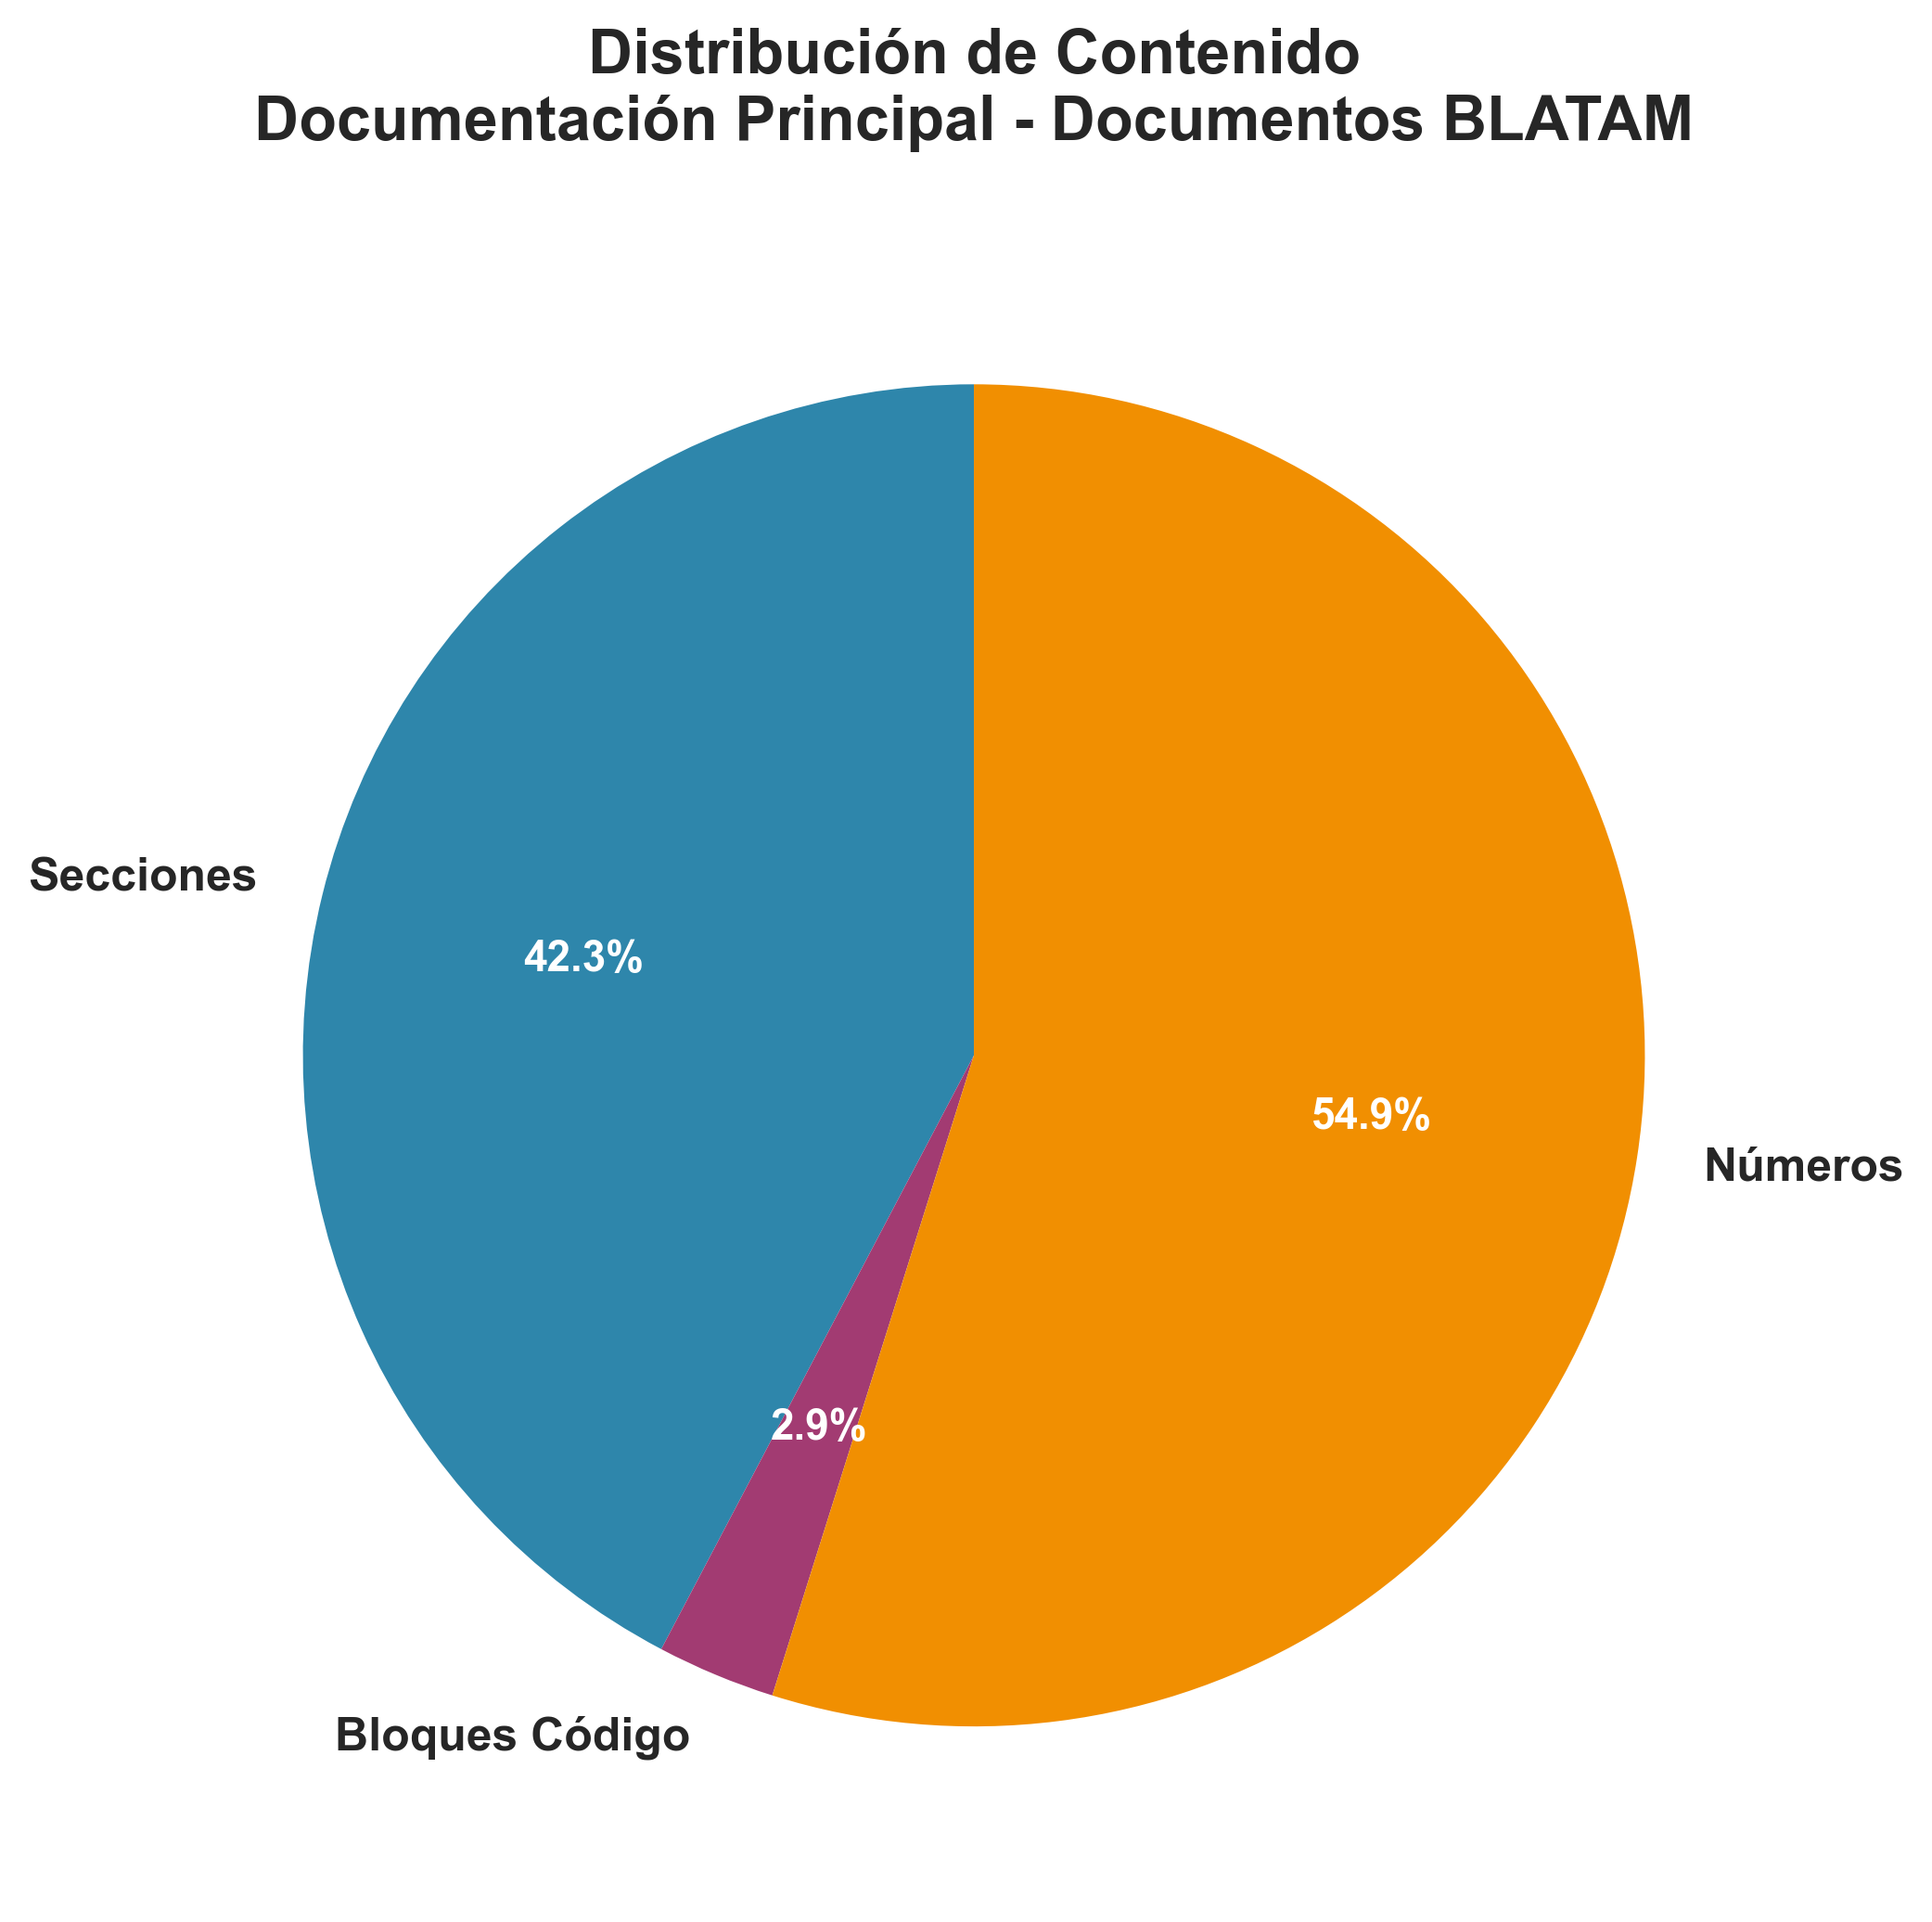 Distribución de Contenido
Documentación Principal - Documentos BLATAM
Secciones
42.3%
54.9%
Números
2.9%
Bloques Código